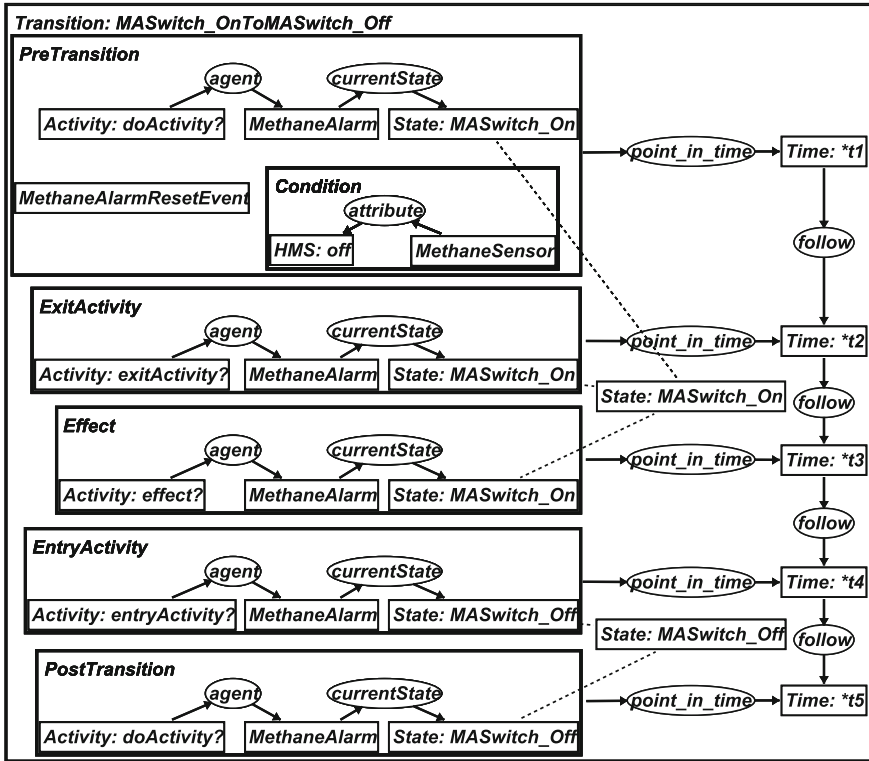 Transition: MASwitch_OnToMASwitch_Off
PreTransition
agent
currentState
Activity: doActivity?
MethaneAlarm
State: MASwitch_On
point_in_time
Time: *t1
MethaneAlarmResetEvent
Condition
attribute
HMS: off
MethaneSensor
follow
ExitActivity
agent
currentState
point_in_time
Time: *t2
Activity: exitActivity?
MethaneAlarm
State: MASwitch_On
State: MASwitch_On
follow
Effect
agent
currentState
point_in_time
Time: *t3
Activity: effect?
MethaneAlarm
State: MASwitch_On
follow
EntryActivity
agent
currentState
point_in_time
Time: *t4
Activity: entryActivity?
MethaneAlarm
State: MASwitch_Off
State: MASwitch_Off
follow
PostTransition
agent
currentState
point_in_time
Time: *t5
Activity: doActivity?
MethaneAlarm
State: MASwitch_Off